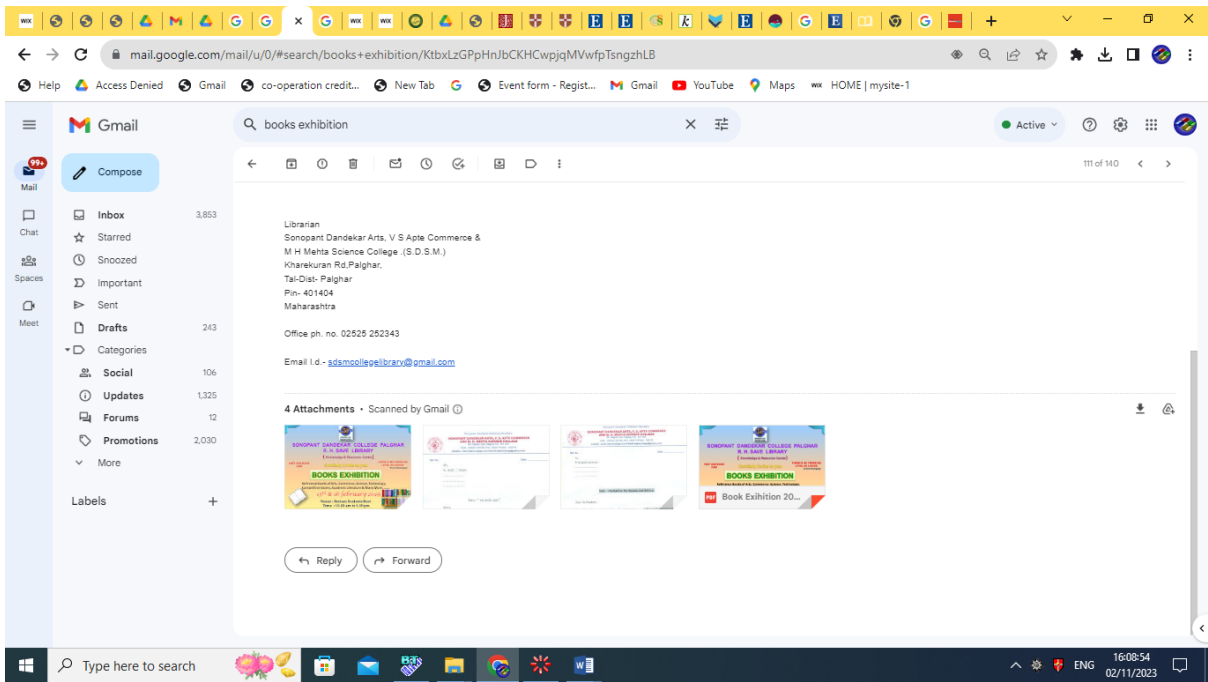 mail.google.com/mail/u/0/#search/books+exhibition/KtbxLzGPpHnJbCKHCwpjqMVwfpTsngzhLB
Help Access Denied Gmail co-operation credit... New Tab Event form - Regist... Gmail YouTube Maps HOME | mysite-1
Gmail
books exhibition
Active
99+
Mail
Chat
Spaces
Meet
Compose
111 of 140
Inbox 3,853
Starred
Snoozed
Important
Sent
Drafts 243
Categories
Social 106
Updates 1,325
Forums 12
Promotions 2,030
More
Labels
Librarian
Sonopant Dandekar Arts, V S Apte Commerce &
M H Mehta Science College .(S.D.S.M.)
Kharekuran Rd,Palghar,
Tal-Dist- Palghar
Pin- 401404
Maharashtra
Office ph. no. 02525 252343
Email I.d.- sdsmcollegelibrary@gmail.com
4 Attachments • Scanned by Gmail
SONOPANT DANDEKAR COLLEGE PALGHAR
R. H. SAVE LIBRARY
BOOKS EXHIBITION
SONOPANT DANDEKAR COLLEGE PALGHAR
R. H. SAVE LIBRARY
BOOKS EXHIBITION
PDF Book Exihition 20...
Reply
Forward
Type here to search
ENG
16:08:54
02/11/2023